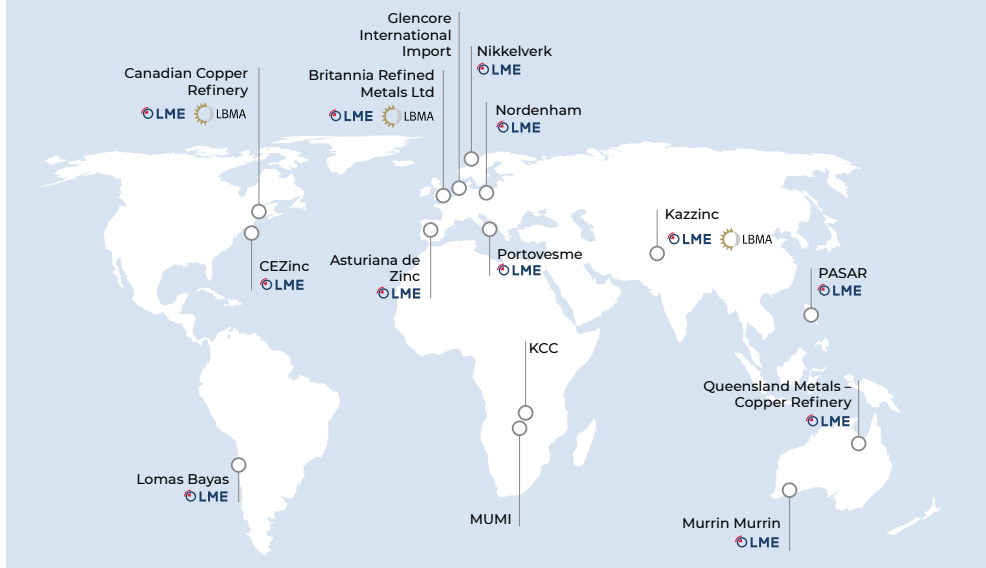 Glencore
International
Import
Nikkelverk
LME
Canadian Copper
Refinery
LME LBMA
Britannia Refined
Metals Ltd
LME LBMA
Nordenham
LME
Kazzinc
LME LBMA
CEZinc
LME
Asturiana de
Zinc
LME
Portovesme
LME
PASAR
LME
KCC
Queensland Metals –
Copper Refinery
LME
Lomas Bayas
LME
MUMI
Murrin Murrin
LME